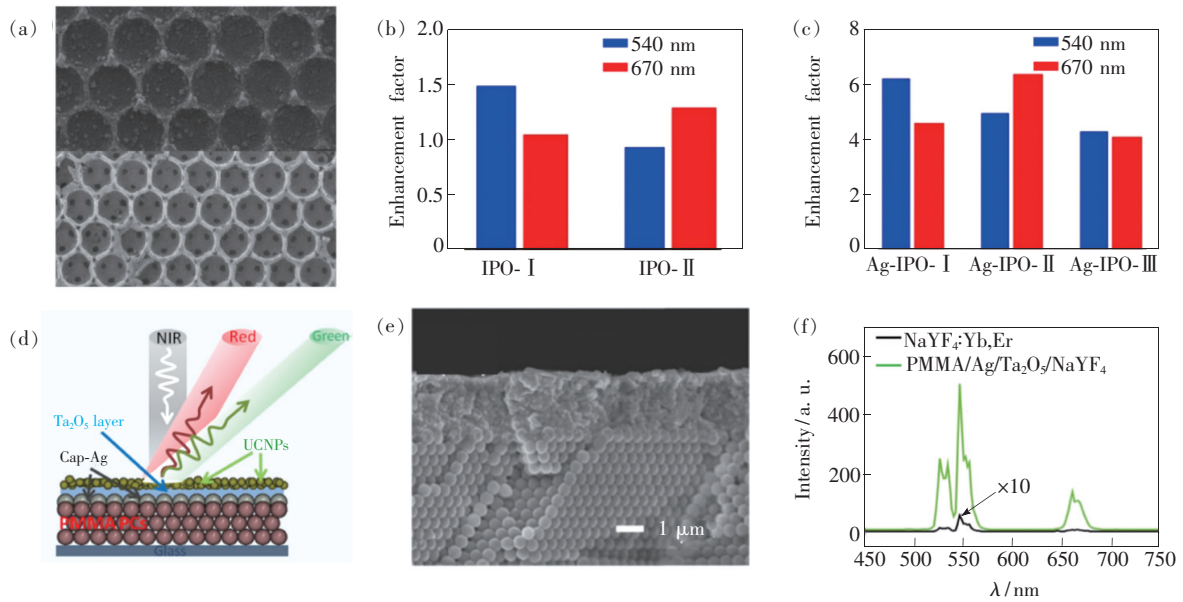 (a)
(b)
2.0
1.5
1.0
0.5
0
Enhancement factor
540 nm
670 nm
IPO-Ⅰ
IPO-Ⅱ
(c)
8
6
4
2
0
Enhancement factor
540 nm
670 nm
Ag-IPO-Ⅰ
Ag-IPO-Ⅱ
Ag-IPO-Ⅲ
(d)
NIR
Red
Green
Ta₂O₅ layer
Cap-Ag
UCNPs
PMMA PCs
Glass
(e)
1 μm
(f)
NaYF₄:Yb,Er
PMMA/Ag/Ta₂O₅/NaYF₄
600
400
200
0
Intensity/a. u.
×10
450
500
550
600
650
700
750
λ/nm